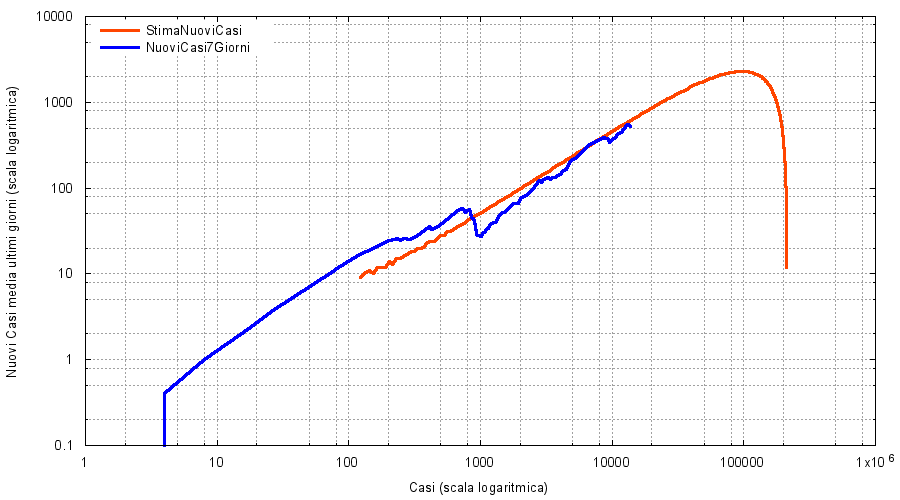 10000
1000
100
10
1
0.1
StimaNuoviCasi
NuoviCasi7Giorni
Nuovi Casi media ultimi giorni (scala logaritmica)
1
10
100
1000
10000
100000
1x10 6
Casi (scala logaritmica)